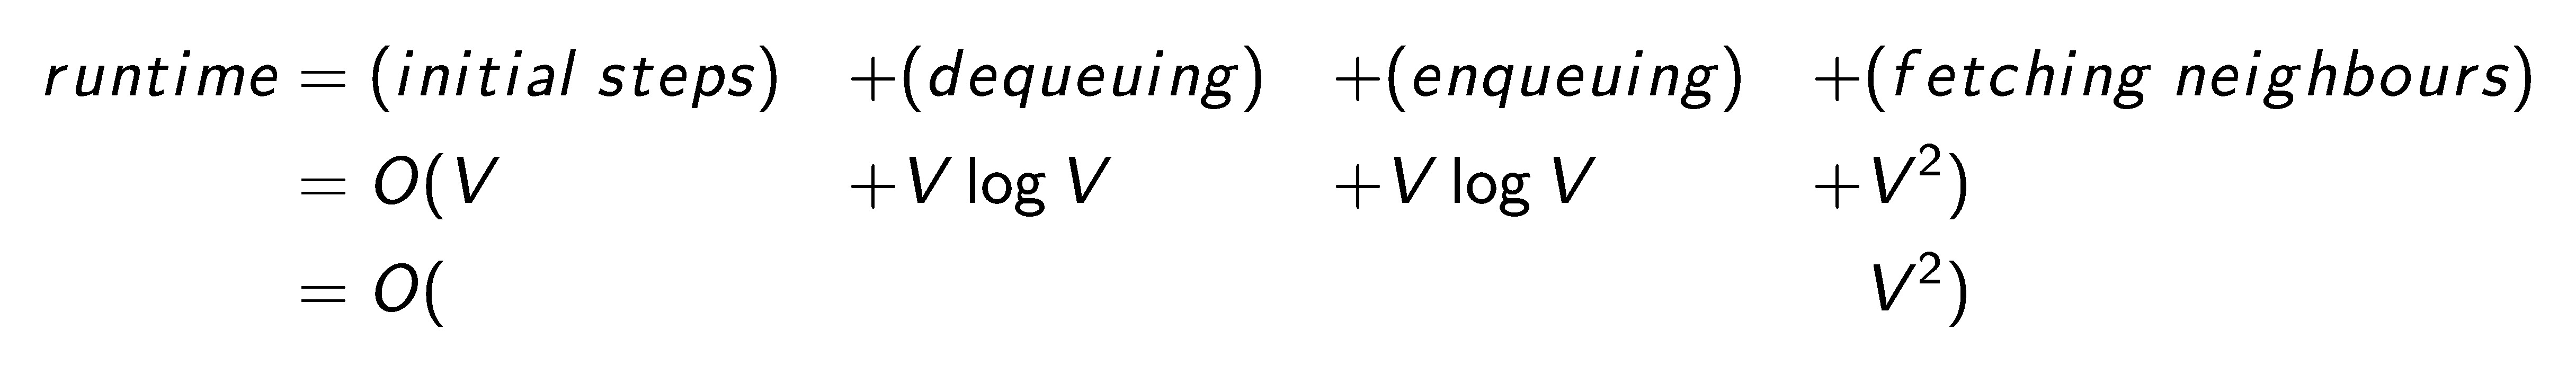 runtime = (initial steps) +(dequeuing) +(enqueuing) +(fetching neighbours)
= O(V +V log V +V log V +V²)
= O( V²)